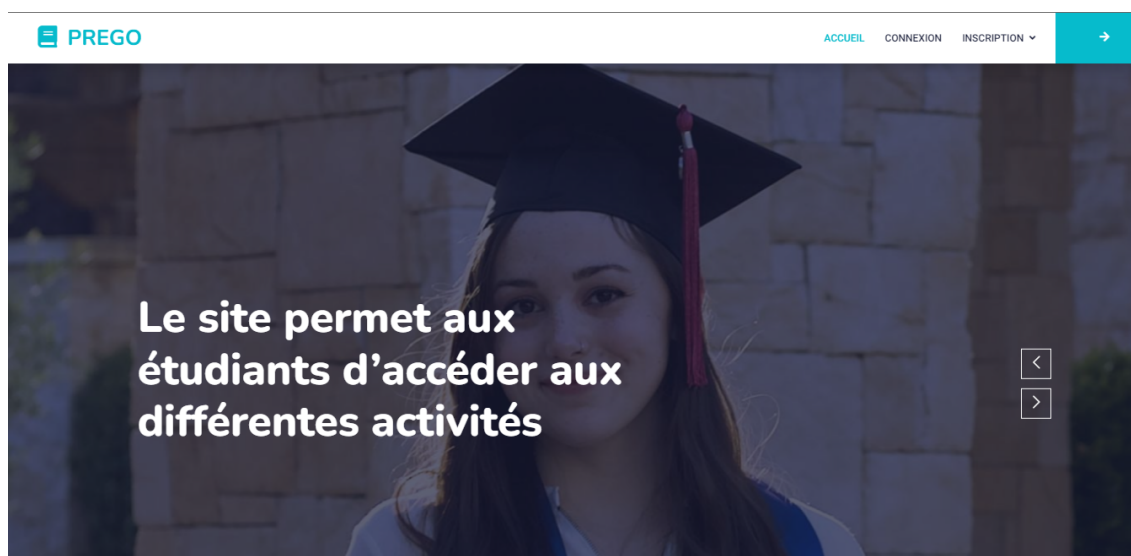 PREGO
ACCUEIL CONNEXION INSCRIPTION
Le site permet aux
étudiants d’accéder aux
différentes activités